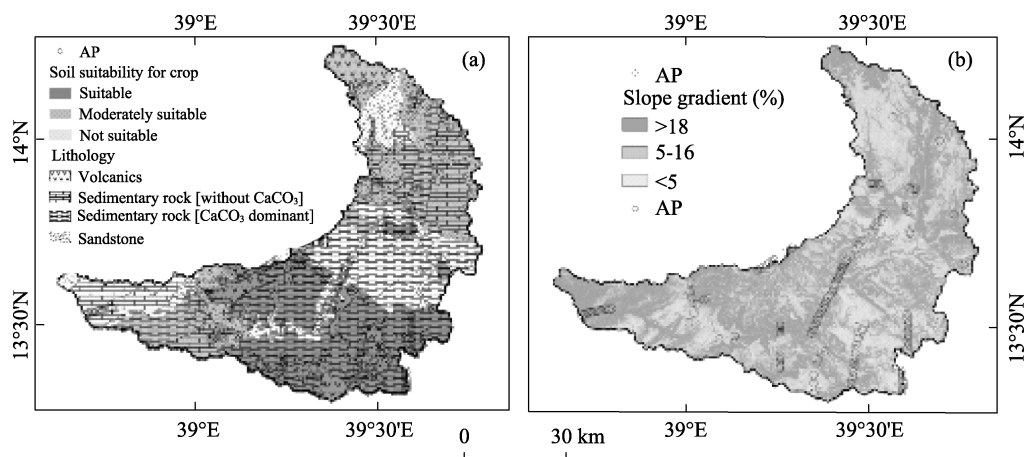 39°E
39°30′E
39°E
39°30′E
(a)
AP
Soil suitability for crop
Suitable
Moderately suitable
Not suitable
Lithology
Volcanics
Sedimentary rock [without CaCO₃]
Sedimentary rock [CaCO₃ dominant]
Sandstone
14°N
13°30′N
39°E
39°30′E
(b)
AP
Slope gradient (%)
>18
5-16
<5
AP
14°N
13°30′N
39°E
39°30′E
0
30 km